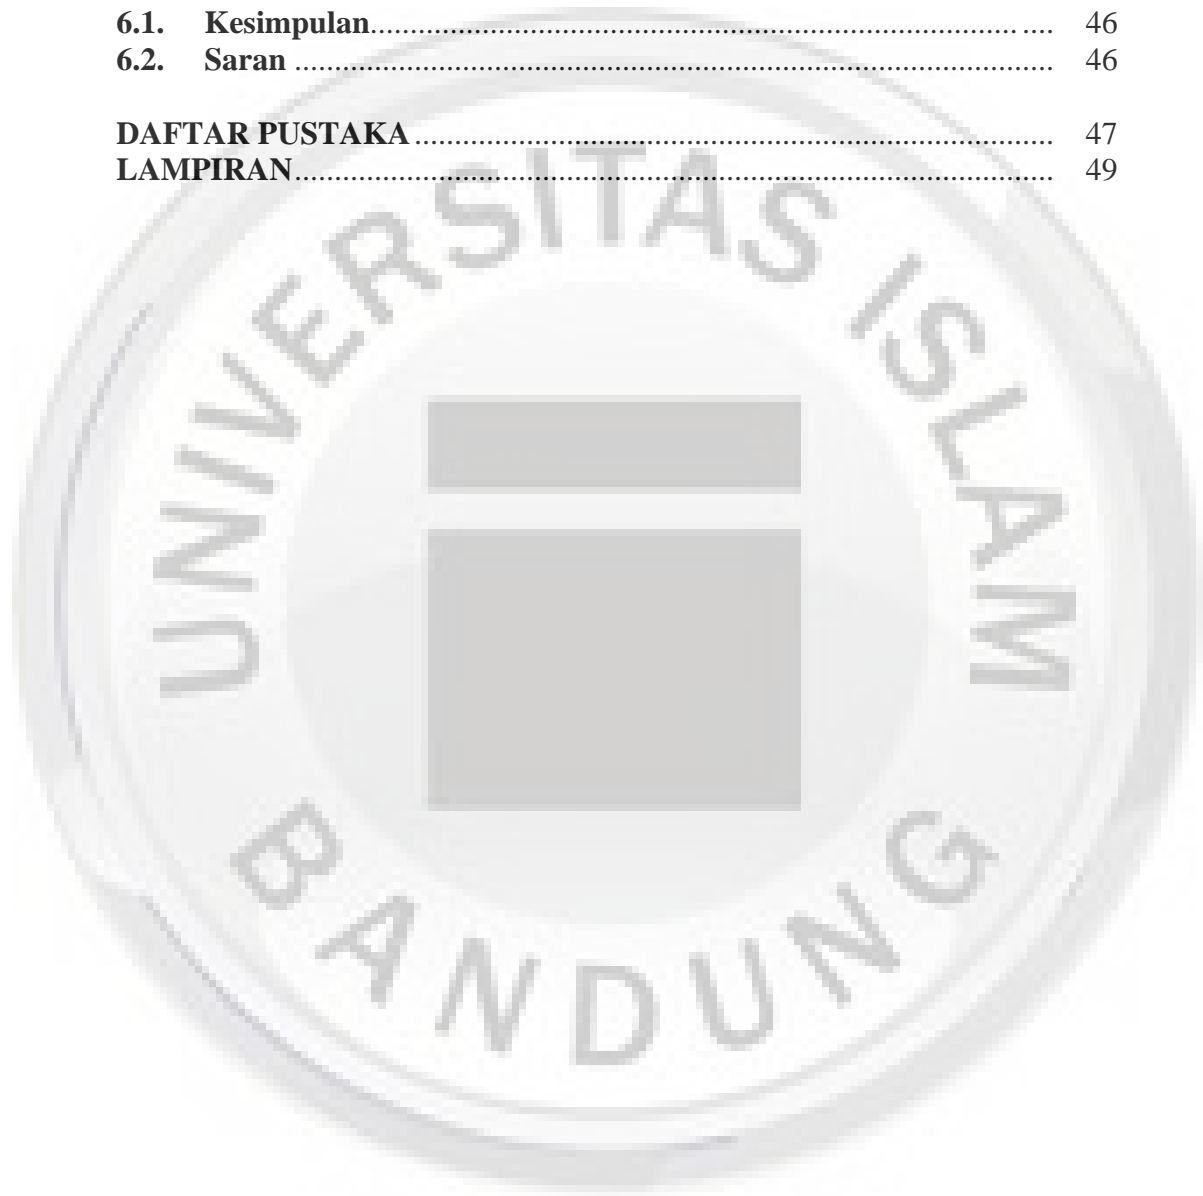 6.1. Kesimpulan........................................................................................ .... 46
6.2. Saran ...................................................................................................... 46
DAFTAR PUSTAKA ...................................................................................... 47
LAMPIRAN...................................................................................................... 49
UNIVERSITAS ISLAM
BANDUNG